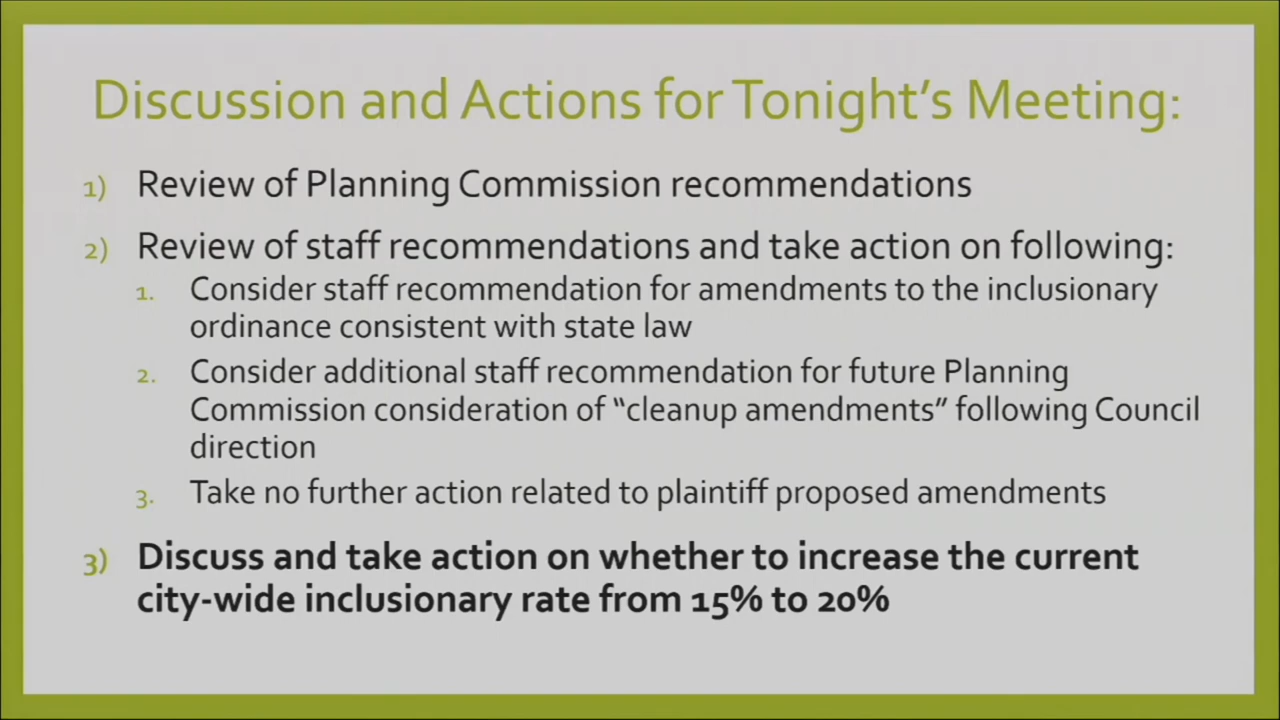 Discussion and Actions for Tonight's Meeting:
1) Review of Planning Commission recommendations
2) Review of staff recommendations and take action on following:
1. Consider staff recommendation for amendments to the inclusionary
ordinance consistent with state law
2. Consider additional staff recommendation for future Planning
Commission consideration of “cleanup amendments” following Council
direction
3. Take no further action related to plaintiff proposed amendments
3) Discuss and take action on whether to increase the current
city-wide inclusionary rate from 15% to 20%